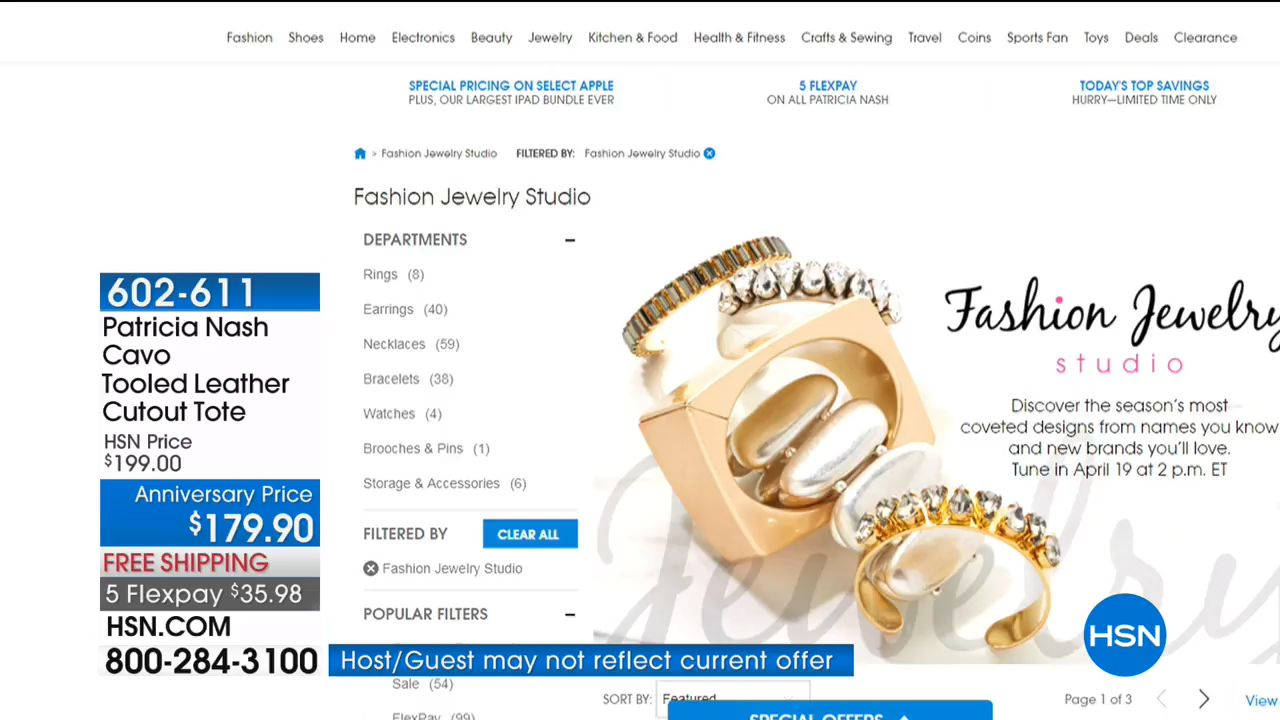 Fashion Shoes Home Electronics Beauty Jewelry Kitchen & Food Health & Fitness Crafts & Sewing Travel Coins Sports Fan Toys Deals Clearance
SPECIAL PRICING ON SELECT APPLE
PLUS, OUR LARGEST IPAD BUNDLE EVER
5 FLEXPAY
ON ALL PATRICIA NASH
TODAY'S TOP SAVINGS
HURRY—LIMITED TIME ONLY
> Fashion Jewelry Studio FILTERED BY: Fashion Jewelry Studio
Fashion Jewelry Studio
DEPARTMENTS
Rings (8)
Earrings (40)
Necklaces (59)
Bracelets (38)
Watches (4)
Brooches & Pins (1)
Storage & Accessories (6)
FILTERED BY CLEAR ALL
Fashion Jewelry Studio
POPULAR FILTERS
Sale (54)
FlexPay (99)
Fashion Jewelry
studio
Discover the season's most
coveted designs from names you know
and new brands you'll love.
Tune in April 19 at 2 p.m. ET
Jewelry
SORT BY: Featured
Page 1 of 3
View
SPECIAL OFFERS
602-611
Patricia Nash
Cavo
Tooled Leather
Cutout Tote
HSN Price
$199.00
Anniversary Price
$179.90
FREE SHIPPING
5 Flexpay $35.98
HSN.COM
800-284-3100
Host/Guest may not reflect current offer
HSN